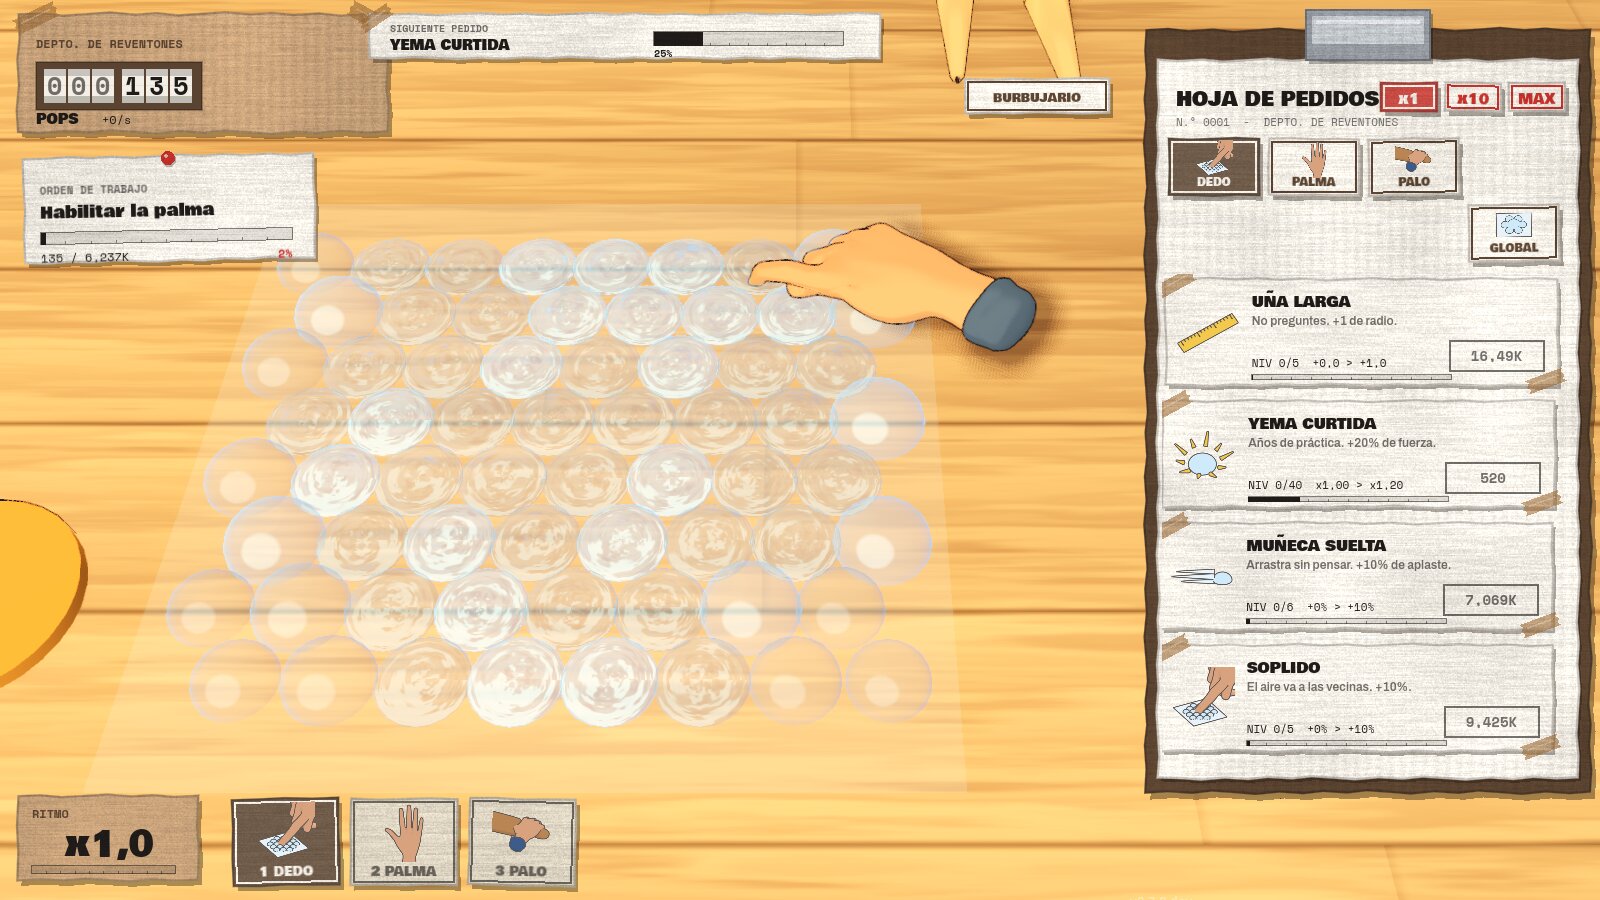 DEPTO. DE REVENTONES
000135
POPS +0/s
SIGUIENTE PEDIDO
YEMA CURTIDA
25%
BURBUJARIO
ORDEN DE TRABAJO
Habilitar la palma
135 / 6,237K
2%
HOJA DE PEDIDOS
x1
x10
MAX
N.º 0001 - DEPTO. DE REVENTONES
DEDO
PALMA
PALO
GLOBAL
UÑA LARGA
No preguntes. +1 de radio.
NIV 0/5 +0,0 > +1,0
16,49K
YEMA CURTIDA
Años de práctica. +20% de fuerza.
NIV 0/40 x1,00 > x1,20
520
MUÑECA SUELTA
Arrastra sin pensar. +10% de aplaste.
NIV 0/6 +0% > +10%
7,069K
SOPLIDO
El aire va a las vecinas. +10%.
NIV 0/5 +0% > +10%
9,425K
RITMO
x1,0
1 DEDO
2 PALMA
3 PALO